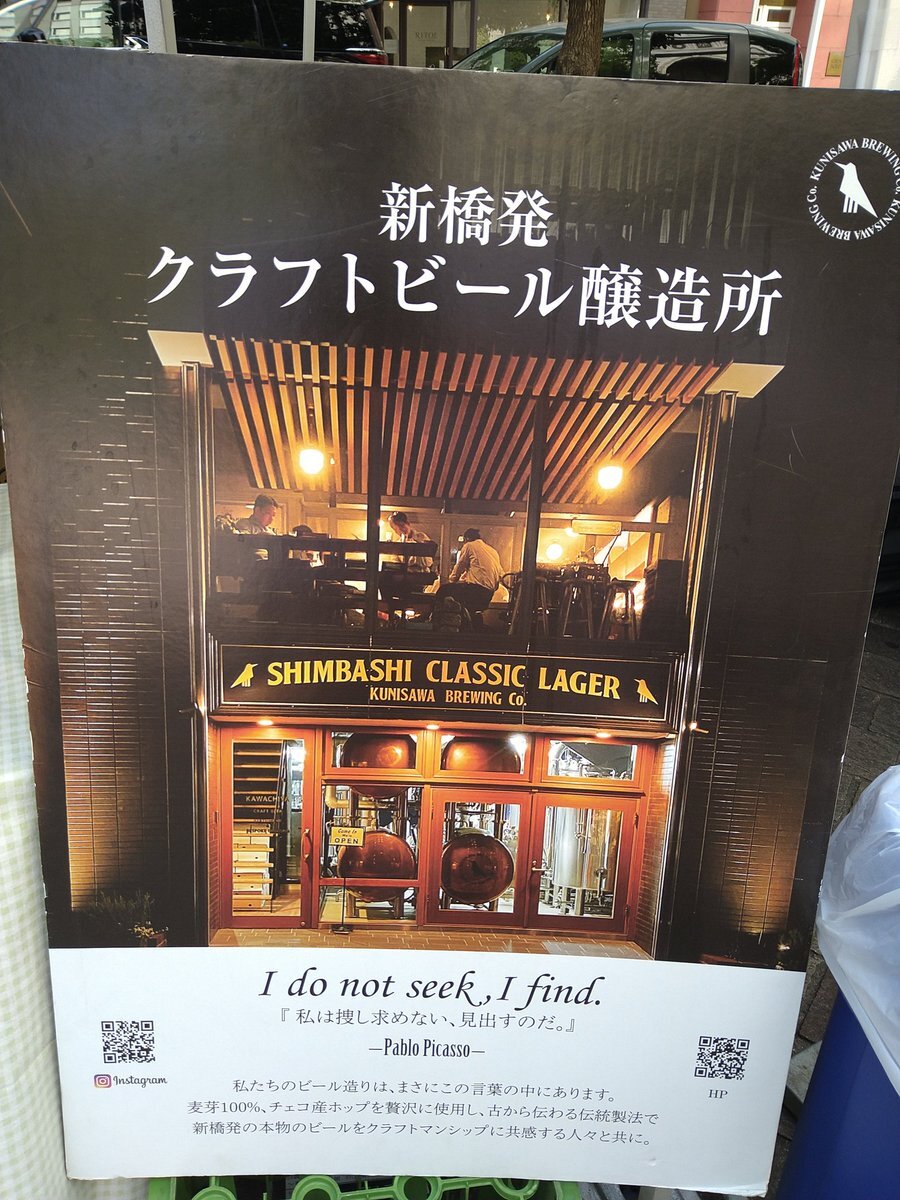 KUNISAWA BREWING Co. KUNISAWA BREWING Co.
新橋発
クラフトビール醸造所
SHIMBASHI CLASSIC LAGER
KUNISAWA BREWING Co.
KAWACHI
OPEN
I do not seek, I find.
『 私は捜し求めない、見出すのだ。』
—Pablo Picasso—
Instagram
HP
私たちのビール造りは、まさにこの言葉の中にあります。
麦芽100%、チェコ産ホップを贅沢に使用し、古から伝わる伝統製法で
新橋発の本物のビールをクラフトマンシップに共感する人々と共に。